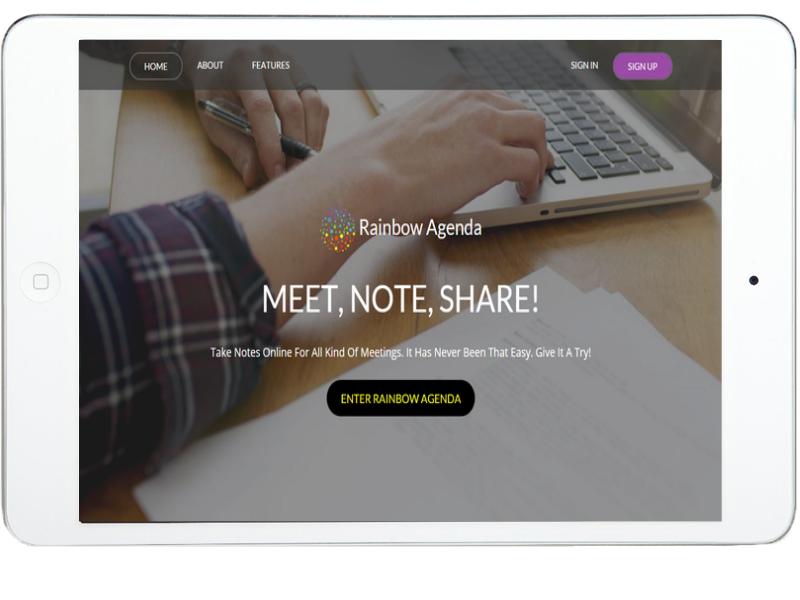 HOME ABOUT FEATURES SIGN IN SIGN UP
Rainbow Agenda
MEET, NOTE, SHARE!
Take Notes Online For All Kind Of Meetings. It Has Never Been That Easy. Give It A Try!
ENTER RAINBOW AGENDA